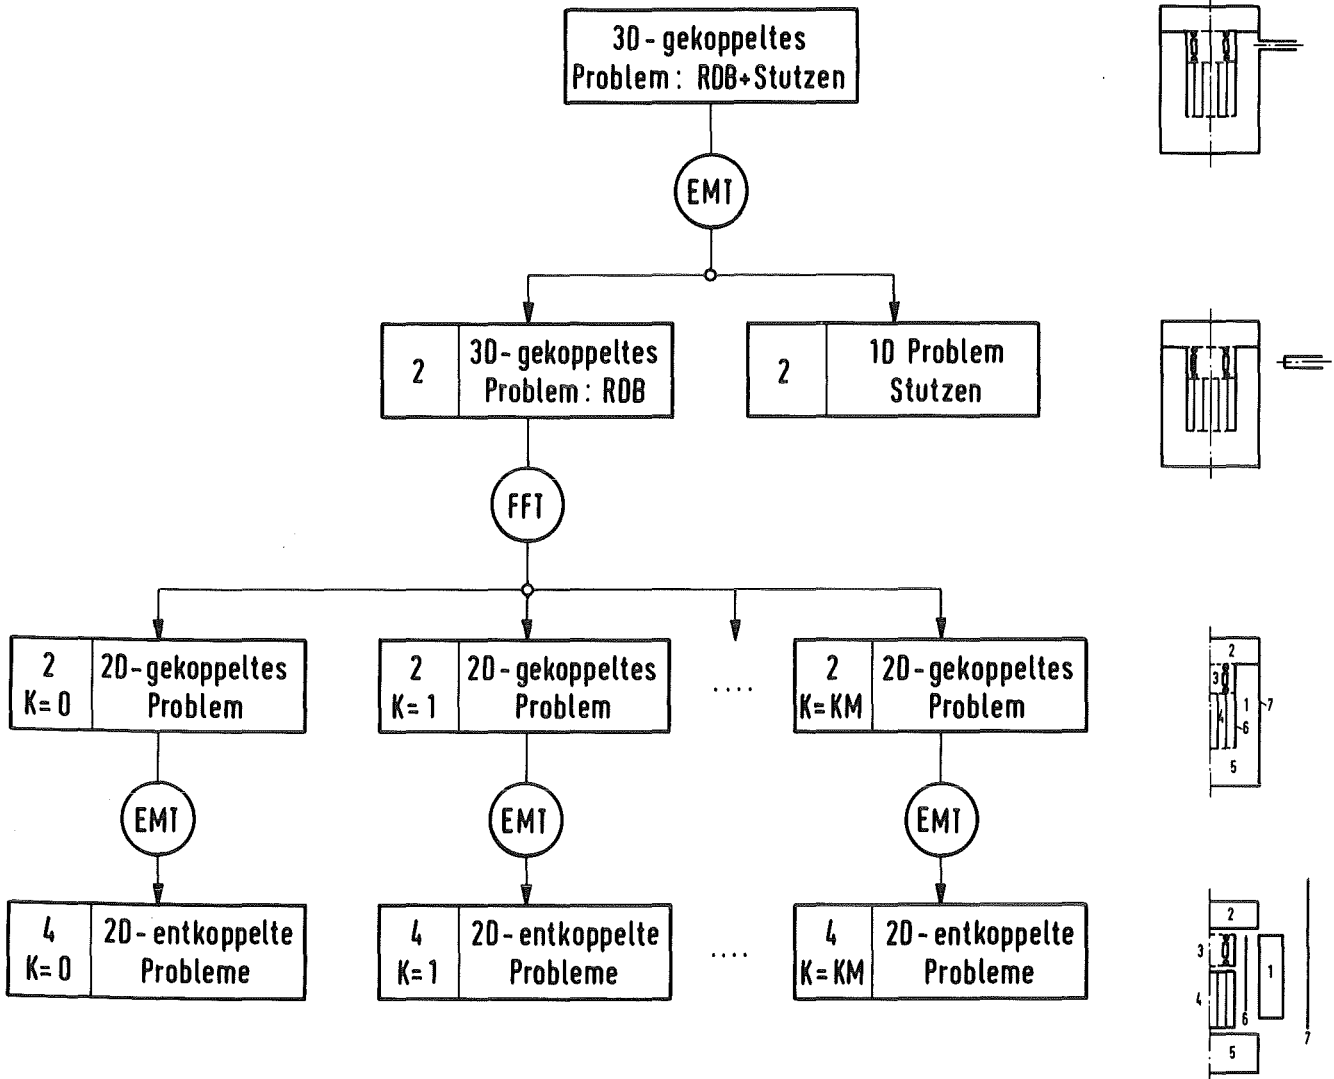 3D-gekoppeltes
Problem: RDB+Stutzen
EMT
2
3D-gekoppeltes
Problem: RDB
2
1D Problem
Stutzen
FFT
2
K=0
2D-gekoppeltes
Problem
2
K=1
2D-gekoppeltes
Problem
....
2
K=KM
2D-gekoppeltes
Problem
2
3
1
7
4
6
5
EMT
EMT
EMT
4
K=0
2D-entkoppelte
Probleme
4
K=1
2D-entkoppelte
Probleme
....
4
K=KM
2D-entkoppelte
Probleme
2
3
1
4
6
7
5